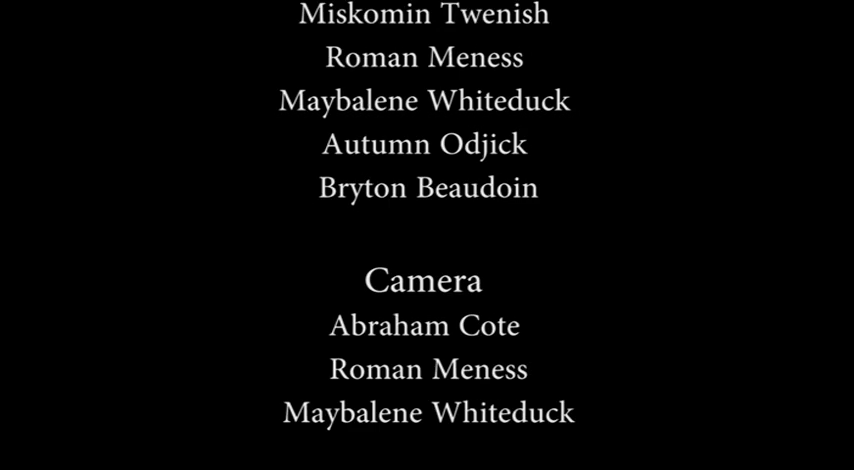 Miskomin Twenish
Roman Meness
Maybalene Whiteduck
Autumn Odjick
Bryton Beaudoin
Camera
Abraham Cote
Roman Meness
Maybalene Whiteduck